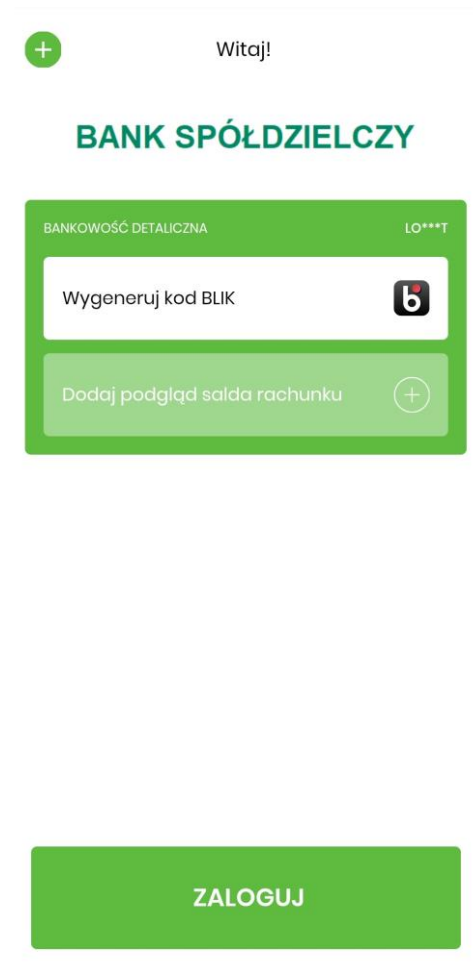 Witaj!
BANK SPÓŁDZIELCZY
BANKOWOŚĆ DETALICZNA LO***T
Wygeneruj kod BLIK
Dodaj podgląd salda rachunku
ZALOGUJ